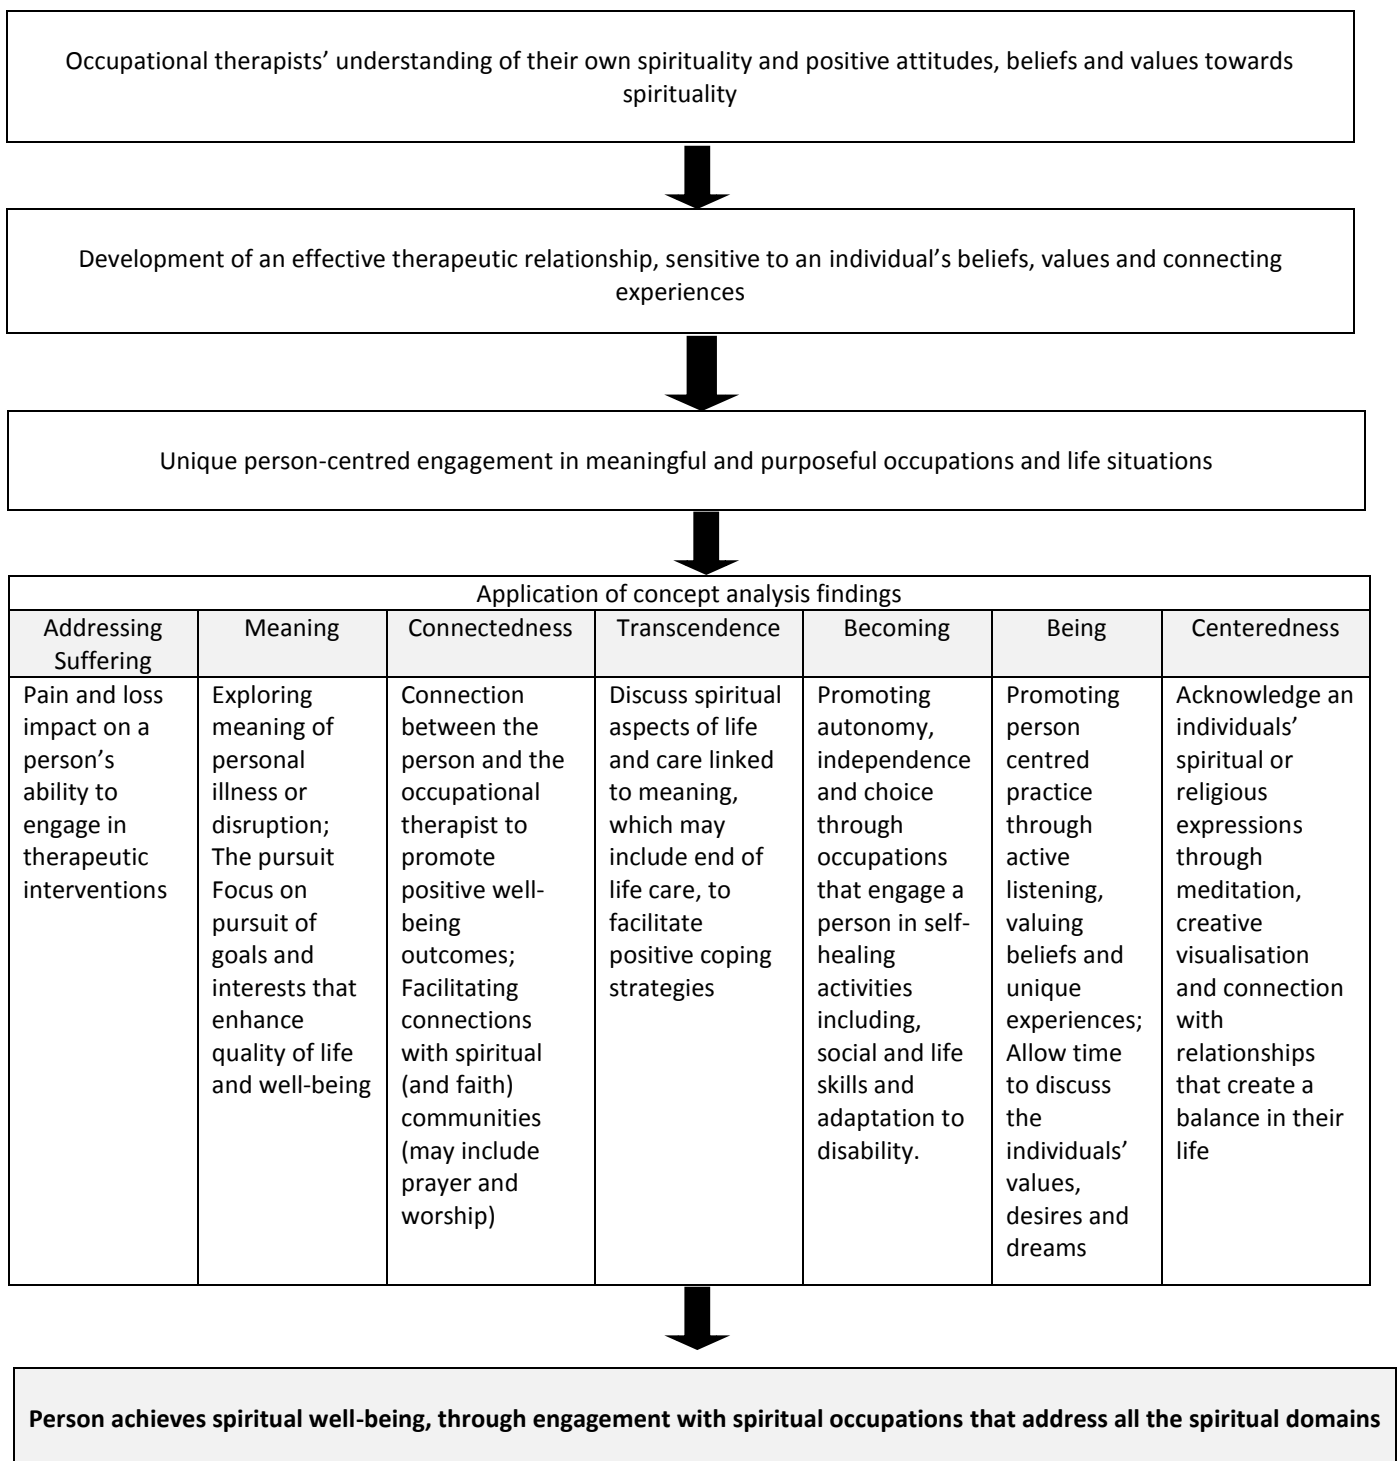 Occupational therapists’ understanding of their own spirituality and positive attitudes, beliefs and values towards
spirituality
Development of an effective therapeutic relationship, sensitive to an individual’s beliefs, values and connecting
experiences
Unique person-centred engagement in meaningful and purposeful occupations and life situations
Application of concept analysis findings
Addressing
Suffering
Meaning
Connectedness
Transcendence
Becoming
Being
Centeredness
Pain and loss
impact on a
person’s
ability to
engage in
therapeutic
interventions
Exploring
meaning of
personal
illness or
disruption;
The pursuit
Focus on
pursuit of
goals and
interests that
enhance
quality of life
and well-being
Connection
between the
person and the
occupational
therapist to
promote
positive well-
being
outcomes;
Facilitating
connections
with spiritual
(and faith)
communities
(may include
prayer and
worship)
Discuss spiritual
aspects of life
and care linked
to meaning,
which may
include end of
life care, to
facilitate
positive coping
strategies
Promoting
autonomy,
independence
and choice
through
occupations
that engage a
person in self-
healing
activities
including,
social and life
skills and
adaptation to
disability.
Promoting
person
centred
practice
through
active
listening,
valuing
beliefs and
unique
experiences;
Allow time
to discuss
the
individuals’
values,
desires and
dreams
Acknowledge an
individuals’
spiritual or
religious
expressions
through
meditation,
creative
visualisation
and connection
with
relationships
that create a
balance in their
life
Person achieves spiritual well-being, through engagement with spiritual occupations that address all the spiritual domains